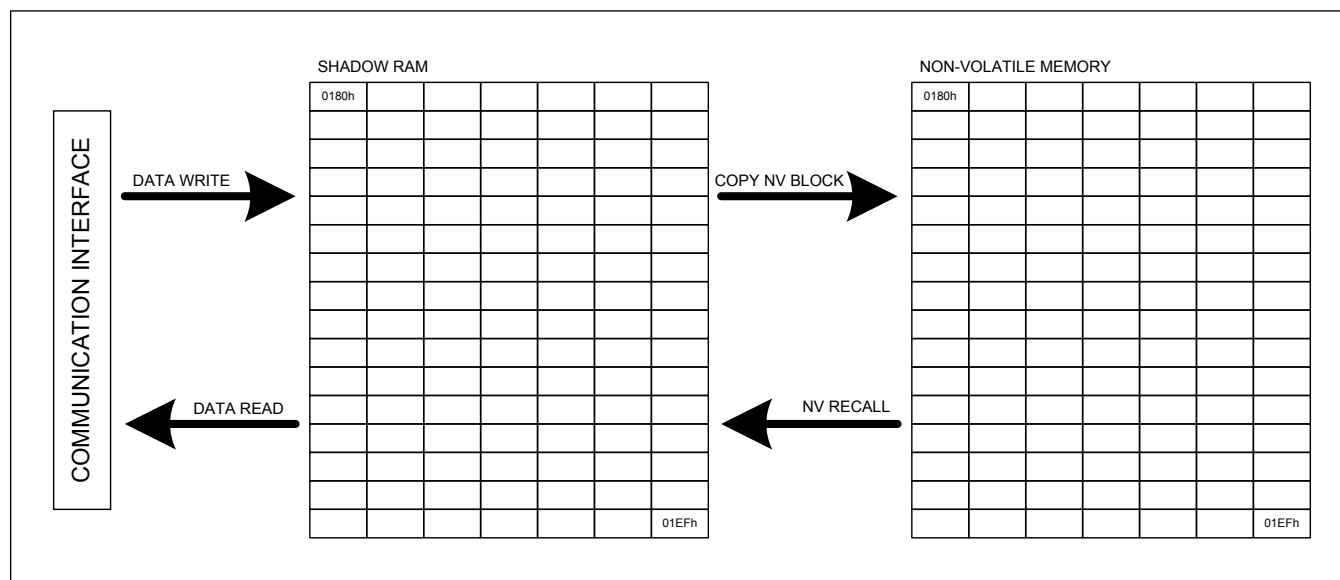 SHADOW RAM
NON-VOLATILE MEMORY
0180h
0180h
COMMUNICATION INTERFACE
DATA WRITE
COPY NV BLOCK
DATA READ
NV RECALL
01EFh
01EFh